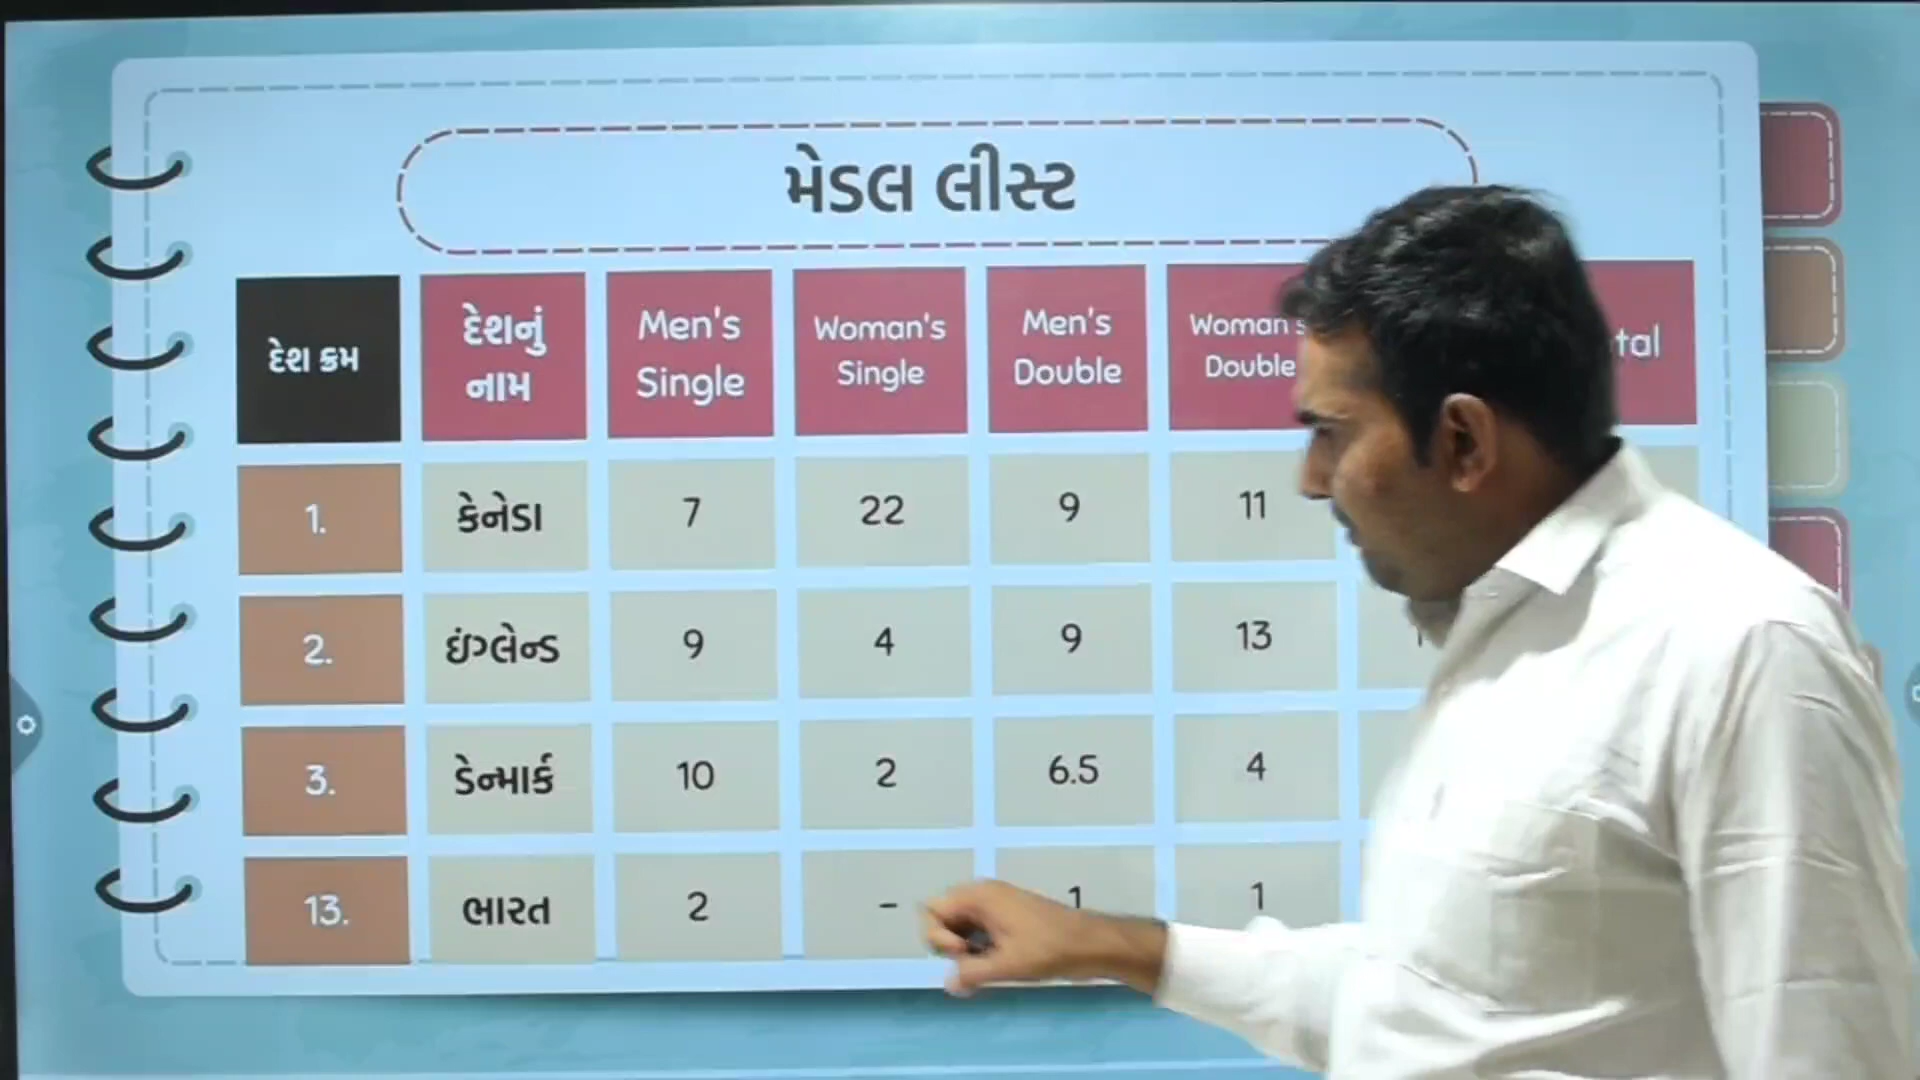 મેડલ લીસ્ટ
દેશ ક્રમ
દેશનું
નામ
Men's
Single
Woman's
Single
Men's
Double
Woman's
Double
1.
કેનેડા
7
22
9
11
2.
ઇંગ્લેન્ડ
9
4
9
13
3.
ડેન્માર્ક
10
2
6.5
4
13.
ભારત
2
-
1
1